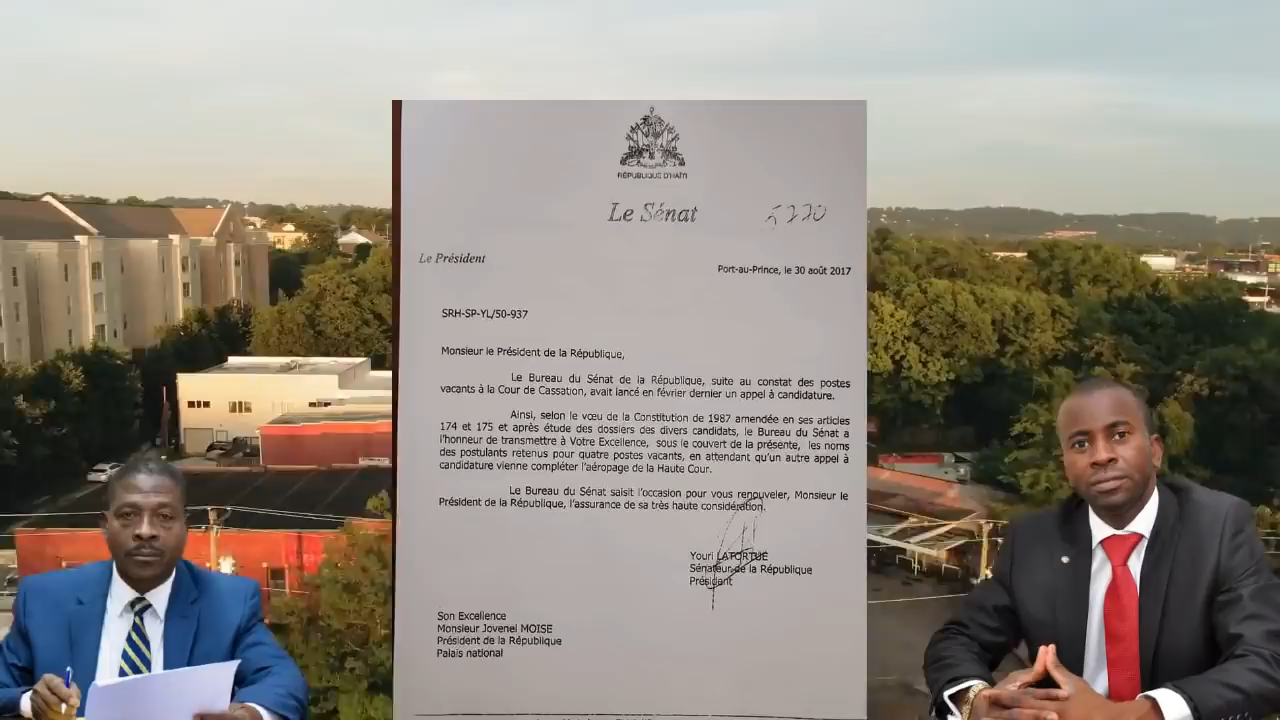 RÉPUBLIQUE D'HAÏTI
Le Sénat
5220
Le Président
Port-au-Prince, le 30 août 2017
SRH-SP-YL/50-937
Monsieur le Président de la République,
Le Bureau du Sénat de la République, suite au constat des postes
vacants à la Cour de Cassation, avait lancé en février dernier un appel à candidature.
Ainsi, selon le vœu de la Constitution de 1987 amendée en ses articles
174 et 175 et après étude des dossiers des divers candidats, le Bureau du Sénat a
l'honneur de transmettre à Votre Excellence, sous le couvert de la présente, les noms
des postulants retenus pour quatre postes vacants, en attendant qu'un autre appel à
candidature vienne compléter l'aéropage de la Haute Cour.
Le Bureau du Sénat saisit l'occasion pour vous renouveler, Monsieur le
Président de la République, l'assurance de sa très haute considération.
Youri LATORTUE
Sénateur de la République
Président
Son Excellence
Monsieur Jovenel MOISE
Président de la République
Palais national